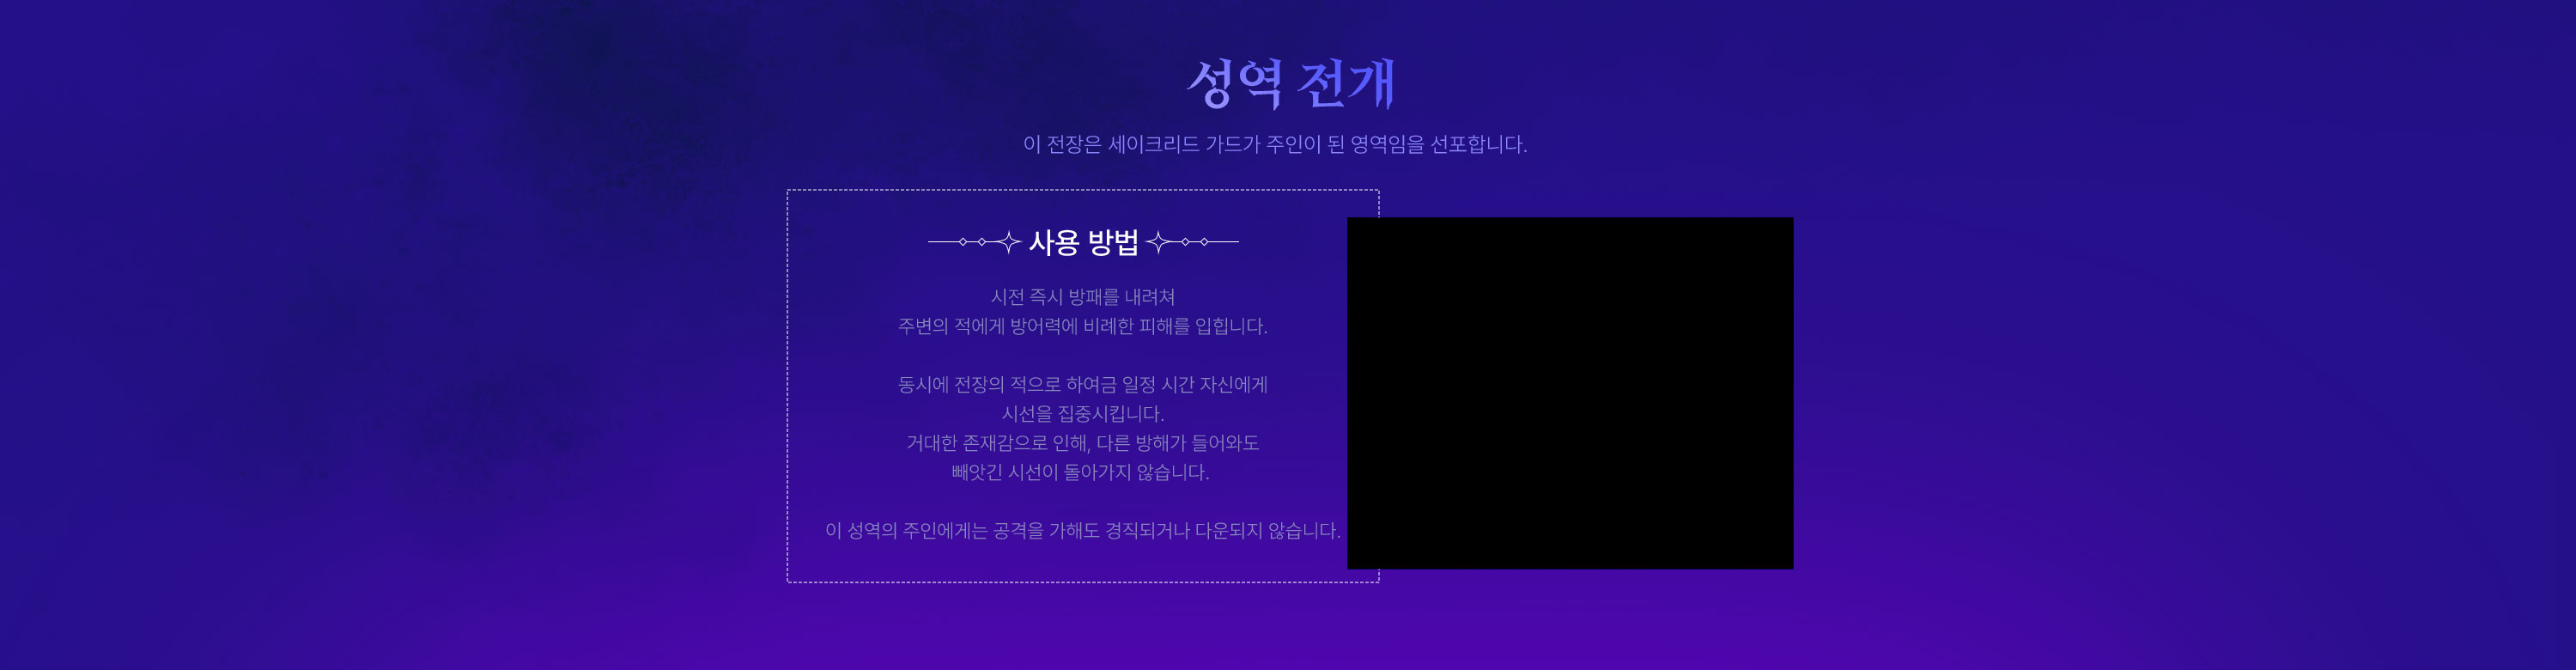 성역 전개
이 전장은 세이크리드 가드가 주인이 된 영역임을 선포합니다.
사용 방법
시전 즉시 방패를 내려쳐
주변의 적에게 방어력에 비례한 피해를 입힙니다.
동시에 전장의 적으로 하여금 일정 시간 자신에게
시선을 집중시킵니다.
거대한 존재감으로 인해, 다른 방해가 들어와도
빼앗긴 시선이 돌아가지 않습니다.
이 성역의 주인에게는 공격을 가해도 경직되거나 다운되지 않습니다.